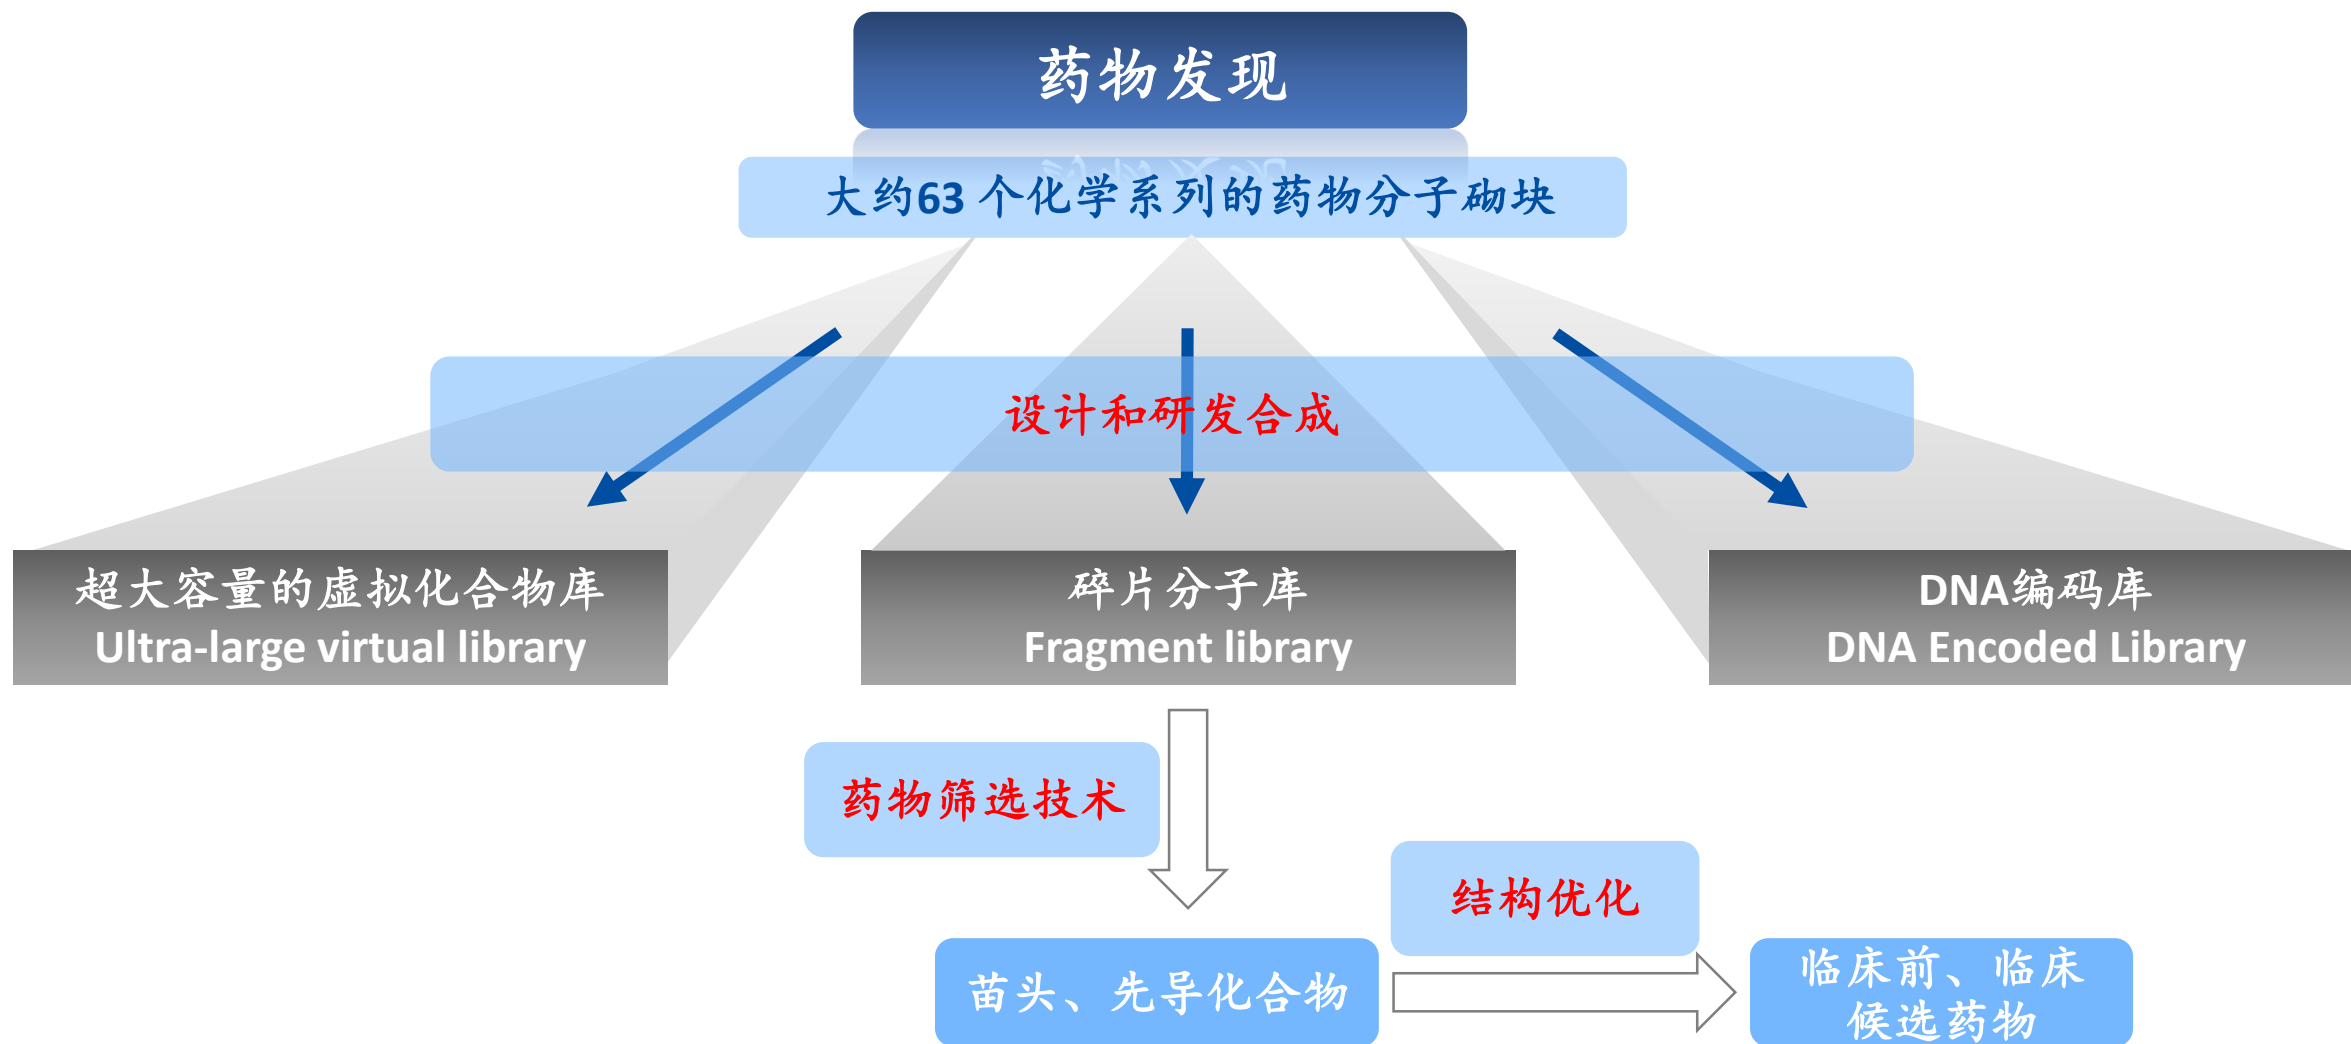 药物发现
大约63 个化学系列的药物分子砌块
设计和研发合成
超大容量的虚拟化合物库
Ultra-large virtual library
碎片分子库
Fragment library
DNA编码库
DNA Encoded Library
药物筛选技术
结构优化
苗头、先导化合物
临床前、临床
候选药物